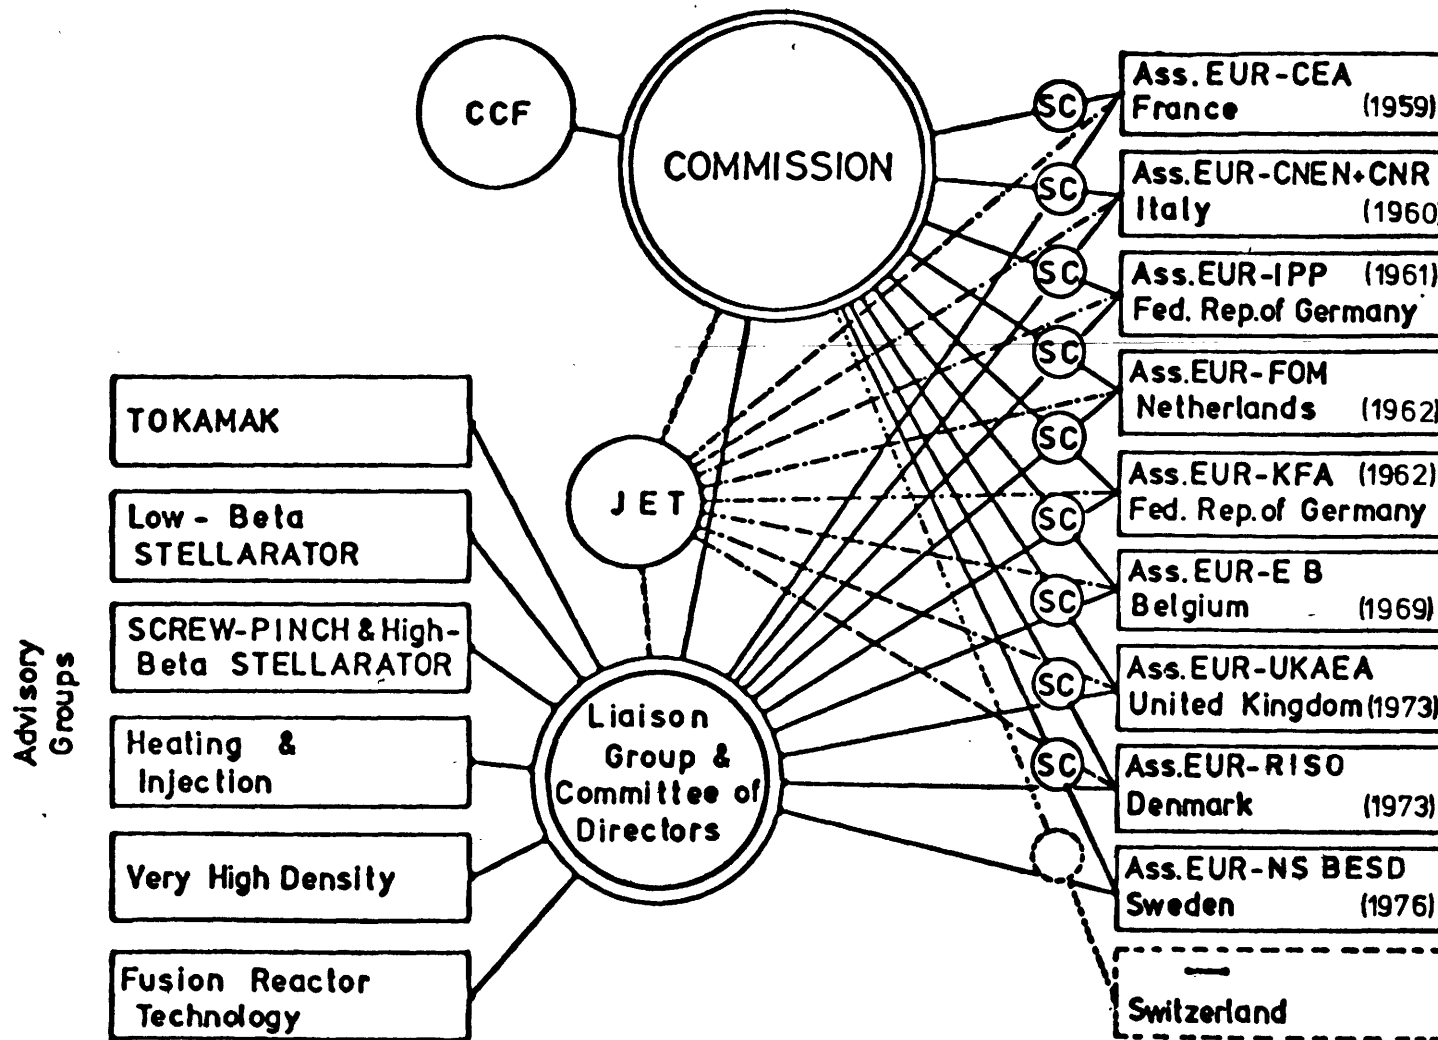 CCF
COMMISSION
JET
Liaison
Group &
Committee of
Directors
Advisory
Groups
TOKAMAK
Low - Beta
STELLARATOR
SCREW-PINCH & High-
Beta STELLARATOR
Heating &
Injection
Very High Density
Fusion Reactor
Technology
SC
SC
SC
SC
SC
SC
SC
SC
SC
Ass. EUR-CEA
France (1959)
Ass. EUR-CNEN+CNR
Italy (1960)
Ass. EUR-IPP (1961)
Fed. Rep. of Germany
Ass. EUR-FOM
Netherlands (1962)
Ass. EUR-KFA (1962)
Fed. Rep. of Germany
Ass. EUR-E B
Belgium (1969)
Ass. EUR-UKAEA
United Kingdom (1973)
Ass. EUR-RISO
Denmark (1973)
Ass. EUR-NS BESD
Sweden (1976)
Switzerland